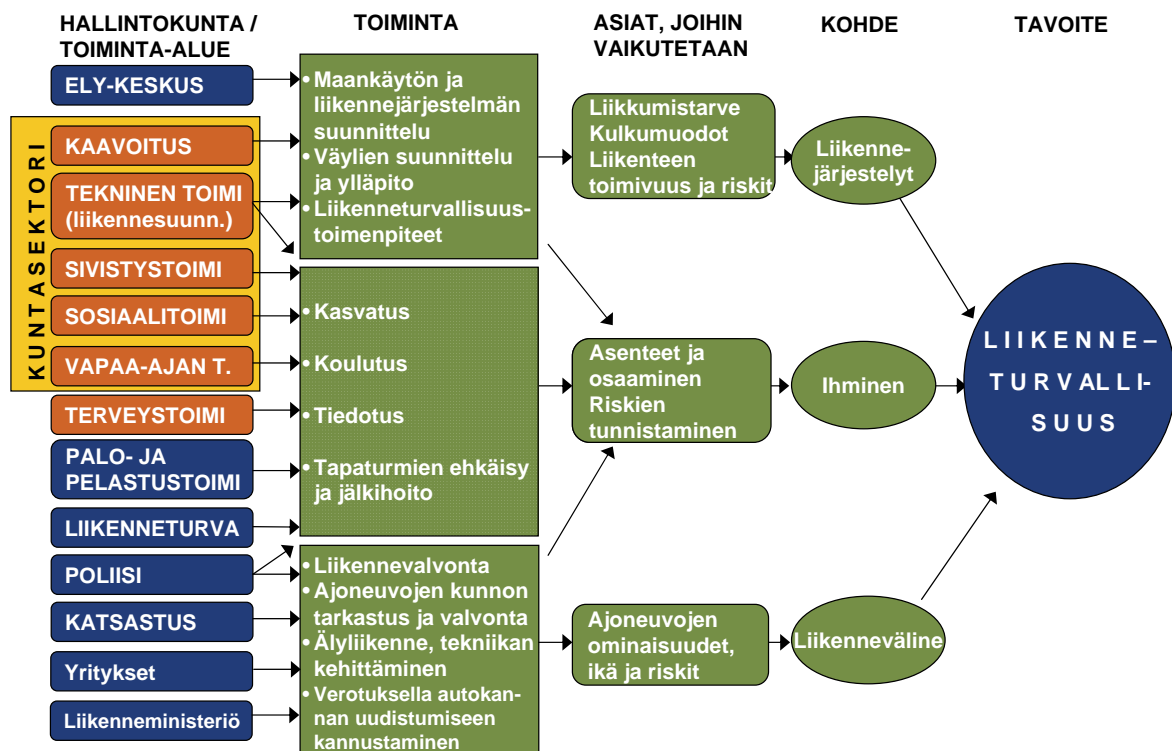 HALLINTOKUNTA /
TOIMINTA-ALUE
TOIMINTA
ASIAT, JOIHIN
VAIKUTETAAN
KOHDE
TAVOITE
KUNTASEKTORI
ELY-KESKUS
KAAVOITUS
TEKNINEN TOIMI
(liikennesuunn.)
SIVISTYSTOIMI
SOSIAALITOIMI
VAPAA-AJAN T.
TERVEYSTOIMI
PALO- JA
PELASTUSTOIMI
LIIKENNETURVA
POLIISI
KATSASTUS
Yritykset
Liikenneministeriö
• Maankäytön ja
liikennejärjestelmän
suunnittelu
• Väylien suunnittelu
ja ylläpito
• Liikenneturvallisuus-
toimenpiteet
• Kasvatus
• Koulutus
• Tiedotus
• Tapaturmien ehkäisy
ja jälkihoito
• Liikennevalvonta
• Ajoneuvojen kunnon
tarkastus ja valvonta
• Älyliikenne, tekniikan
kehittäminen
• Verotuksella autokan-
nan uudistumiseen
kannustaminen
Liikkumistarve
Kulkumuodot
Liikenteen
toimivuus ja riskit
Asenteet ja
osaaminen
Riskien
tunnistaminen
Ajoneuvojen
ominaisuudet,
ikä ja riskit
Liikenne-
järjestelyt
Ihminen
Liikenneväline
LIIKENNE–
TURVALLI-
SUUS